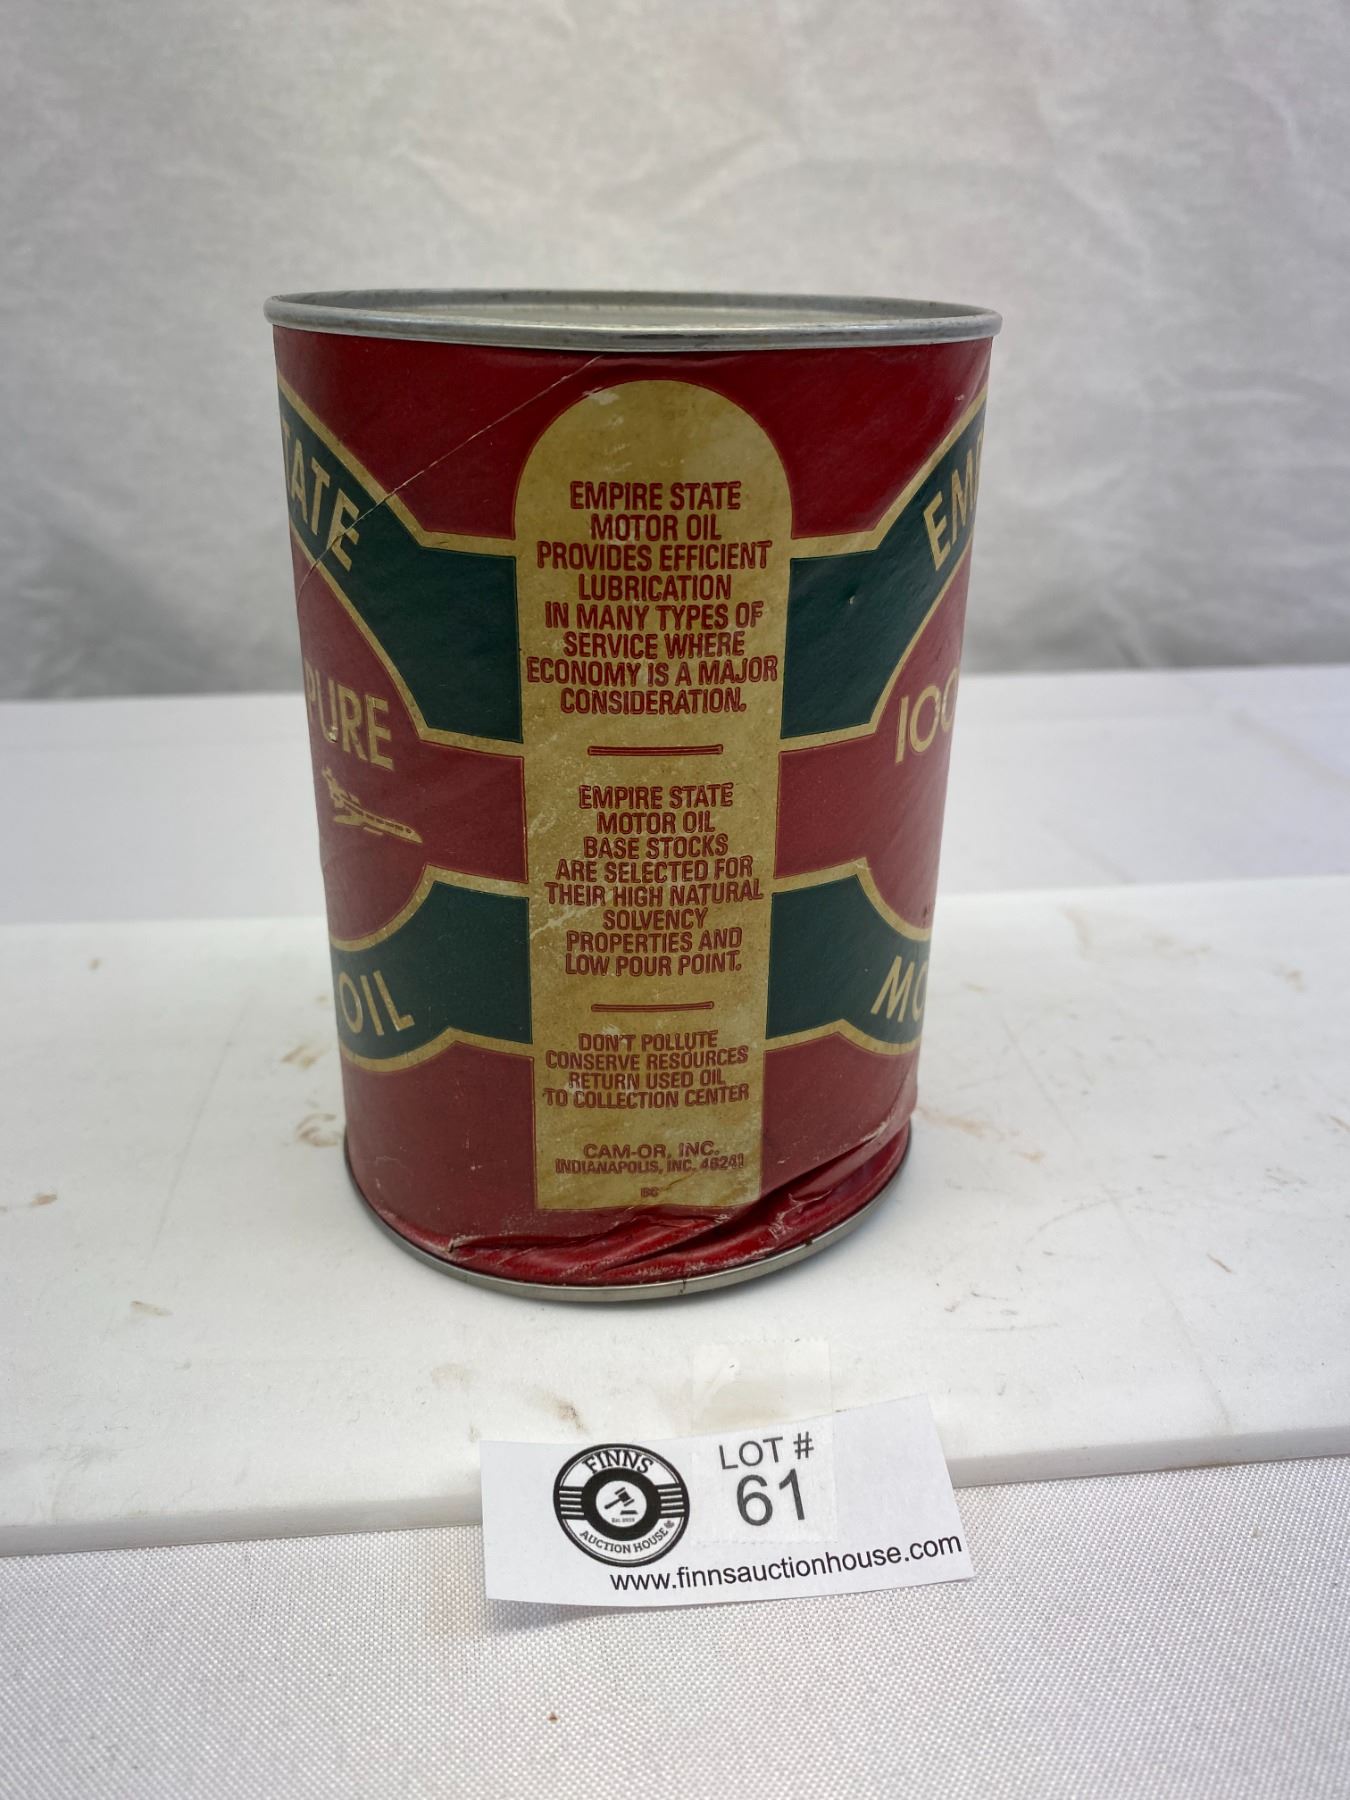 TATE
PURE
OIL
EMPIRE STATE
MOTOR OIL
PROVIDES EFFICIENT
LUBRICATION
IN MANY TYPES OF
SERVICE WHERE
ECONOMY IS A MAJOR
CONSIDERATION.
EMPIRE STATE
MOTOR OIL
BASE STOCKS
ARE SELECTED FOR
THEIR HIGH NATURAL
SOLVENCY
PROPERTIES AND
LOW POUR POINT.
DON'T POLLUTE
CONSERVE RESOURCES
RETURN USED OIL
TO COLLECTION CENTER
CAM-OR, INC.
INDIANAPOLIS, INC. 46241
EM
100
MO
FINNS
AUCTION HOUSE
LOT #
61
www.finnsauctionhouse.com